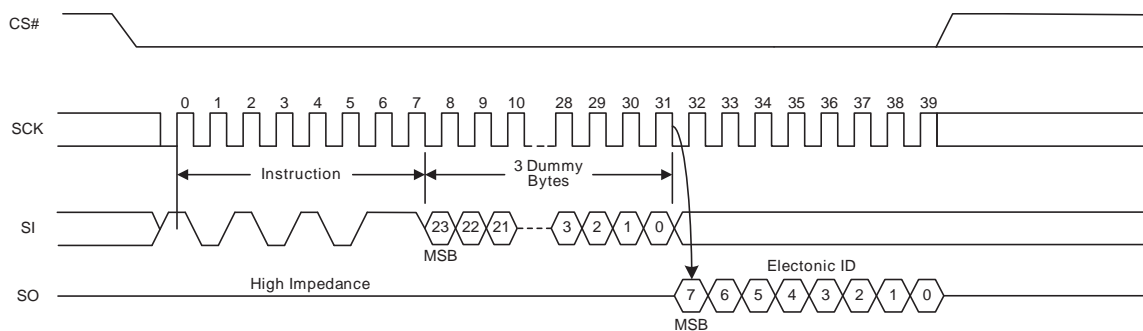 CS#
0 1 2 3 4 5 6 7 8 9 10 28 29 30 31 32 33 34 35 36 37 38 39
SCK
Instruction
3 Dummy
Bytes
SI
23 22 21 3 2 1 0
MSB
High Impedance
Electonic ID
SO
7 6 5 4 3 2 1 0
MSB